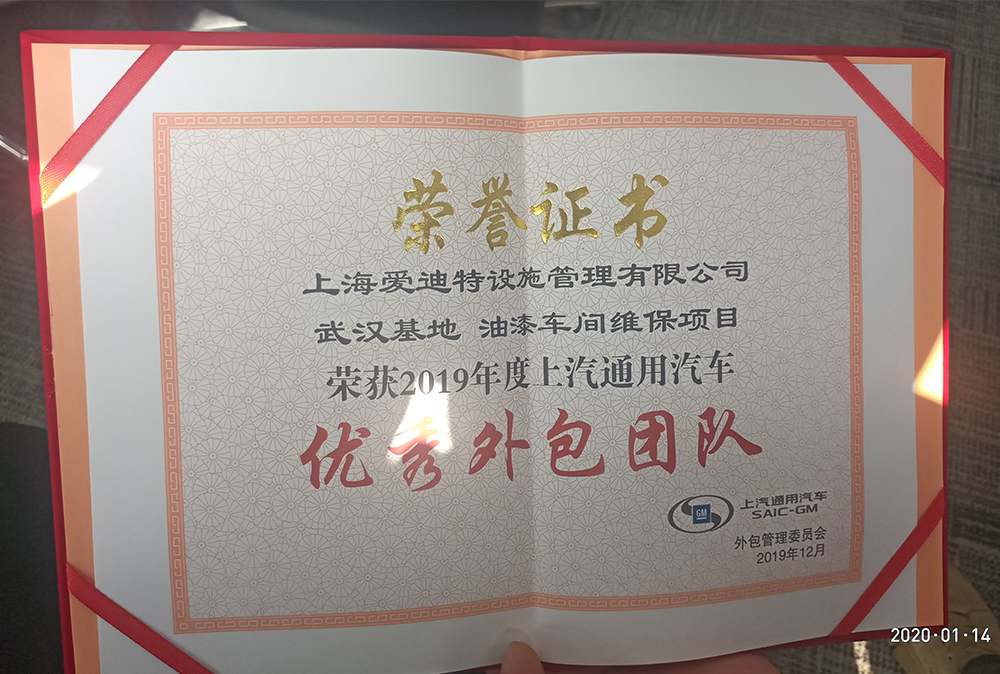 荣誉证书
上海爱迪特设施管理有限公司
武汉基地 油漆车间维保项目
荣获2019年度上汽通用汽车
优秀外包团队
GM
上汽通用汽车
SAIC-GM
外包管理委员会
2019年12月
2020·01·14